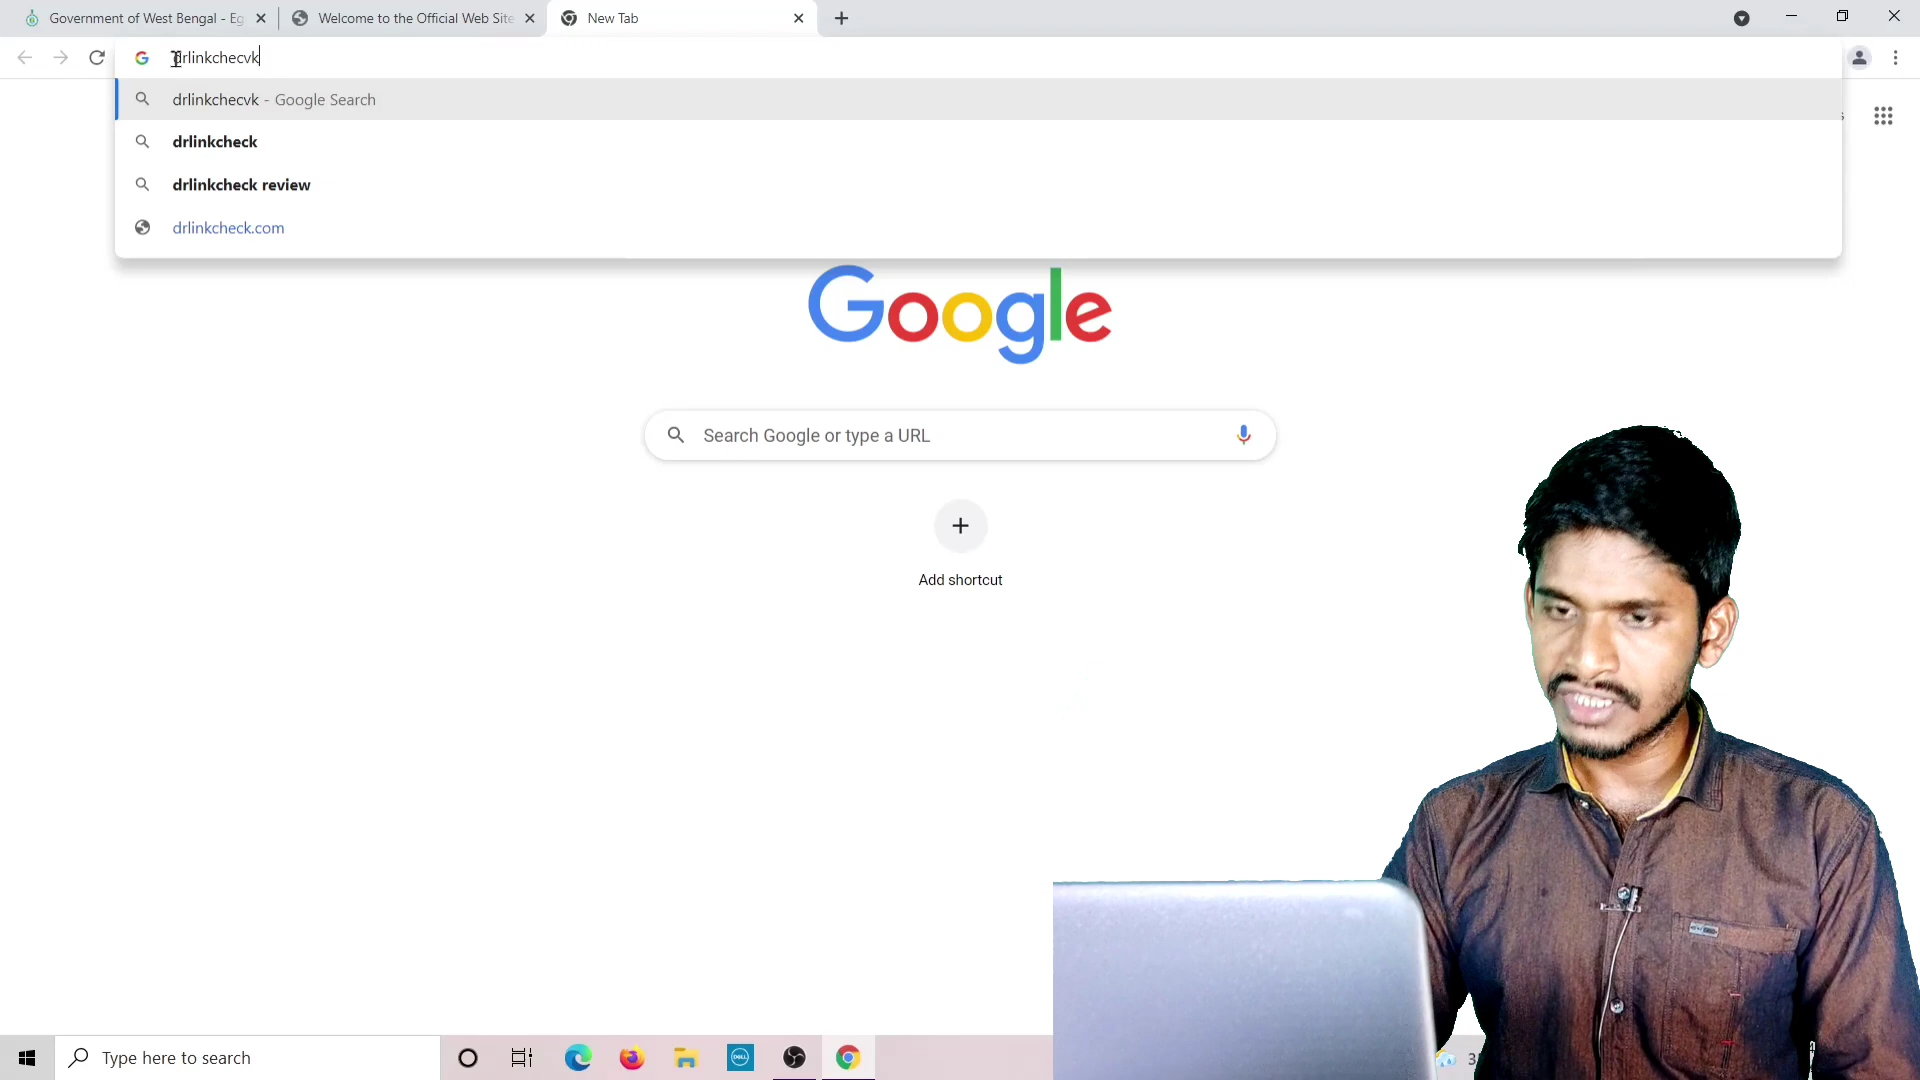 Government of West Bengal - Eg
Welcome to the Official Web Site
New Tab
drlinkchecvk
drlinkchecvk - Google Search
drlinkcheck
drlinkcheck review
drlinkcheck.com
Google
Search Google or type a URL
Add shortcut
Type here to search
DELL